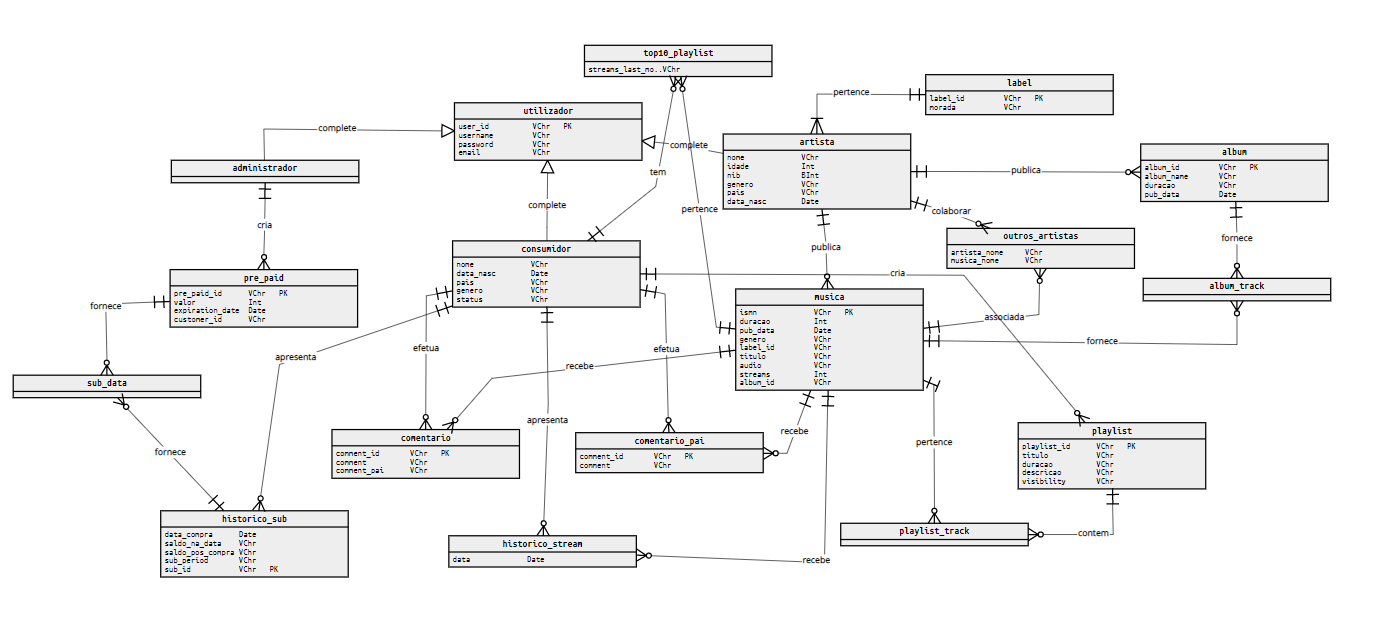 top10_playlist
streams_last_mo..VChr
label
label_id VChr PK
morada VChr
pertence
utilizador
user_id VChr PK
username VChr
password VChr
email VChr
complete
complete
artista
nome VChr
idade Int
nib BInt
genero VChr
pais VChr
data_nasc Date
publica
album
album_id VChr PK
album_name VChr
duracao VChr
pub_data Date
administrador
tem
complete
pertence
colaborar
cria
publica
outros_artistas
artista_nome VChr
musica_nome VChr
fornece
consumidor
nome VChr
data_nasc Date
pais VChr
genero VChr
status VChr
cria
pre_paid
pre_paid_id VChr PK
valor Int
expiration_date Date
customer_id VChr
album_track
musica
ismn VChr PK
duracao Int
pub_data Date
genero VChr
label_id VChr
titulo VChr
audio VChr
streams Int
album_id VChr
fornece
associada
fornece
efetua
efetua
apresenta
recebe
sub_data
fornece
apresenta
recebe
pertence
comentario
comment_id VChr PK
comment VChr
comment_pai VChr
comentario_pai
comment_id VChr PK
comment VChr
playlist
playlist_id VChr PK
titulo VChr
duracao VChr
descricao VChr
visibility VChr
historico_sub
data_compra Date
saldo_na_data VChr
saldo_pos_compra VChr
sub_period VChr
sub_id VChr PK
playlist_track
contem
historico_stream
data Date
recebe